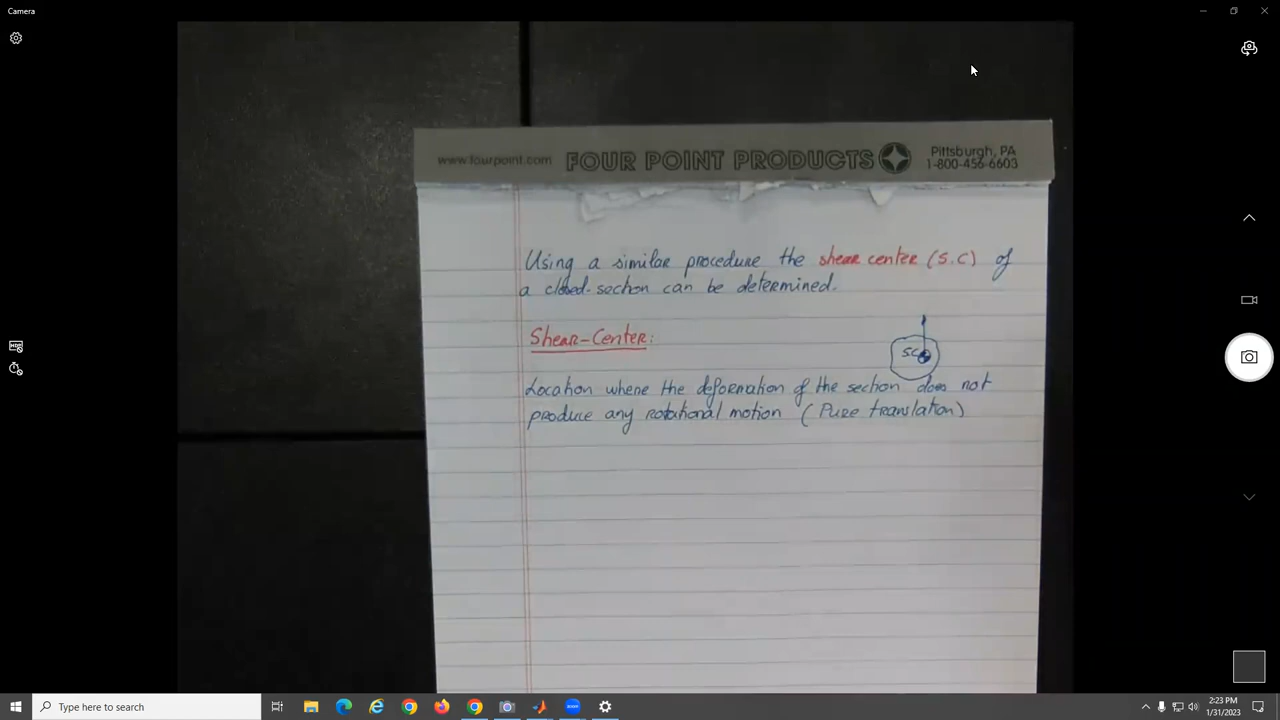 Camera
www.fourpoint.com FOUR POINT PRODUCTS Pittsburgh, PA
1-800-456-6603
Using a similar procedure the shear center (S.C) of
a closed-section can be determined.
Shear-Center:
SC
Location where the deformation of the section does not
produce any rotational motion (Pure translation)
Type here to search
2:23 PM
1/31/2023